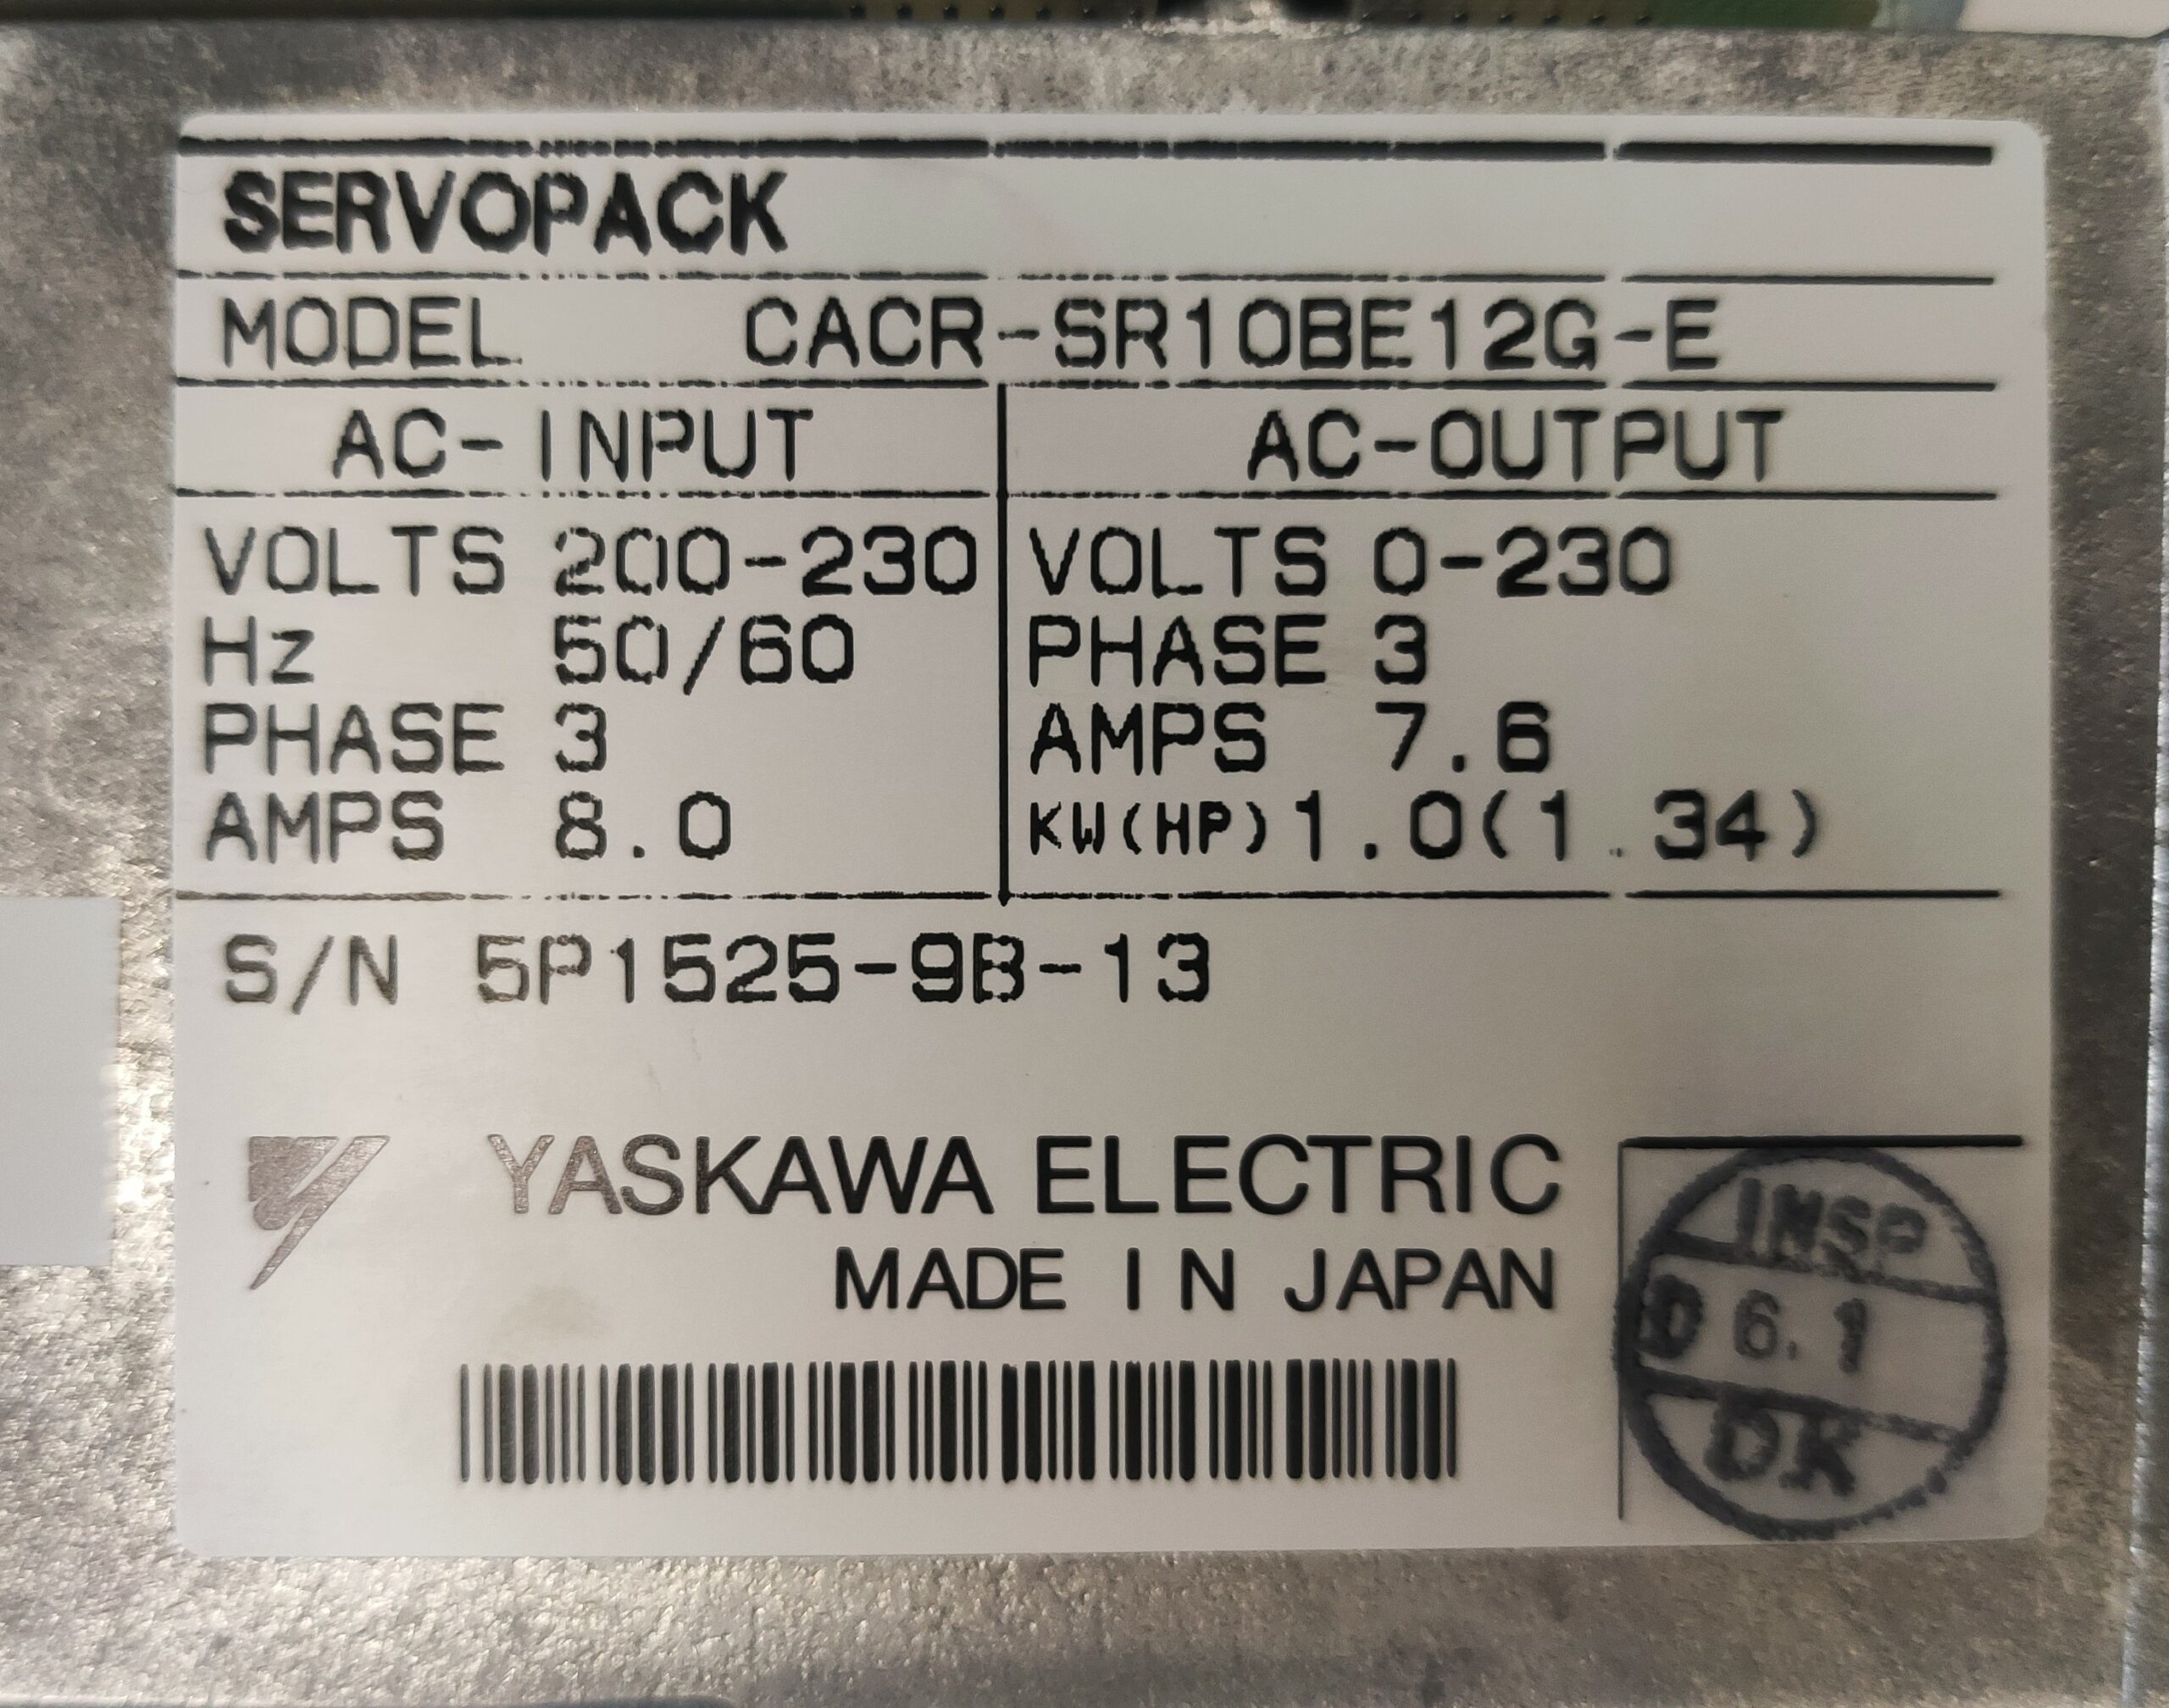 SERVOPACK
MODEL CACR-SR10BE12G-E
AC-INPUT AC-OUTPUT
VOLTS 200-230 VOLTS 0-230
Hz 50/60 PHASE 3
PHASE 3 AMPS 7.6
AMPS 8.0 KW(HP) 1.0(1.34)
S/N 5P1525-9B-13
YASKAWA ELECTRIC
MADE IN JAPAN
INSP
06.1
DK